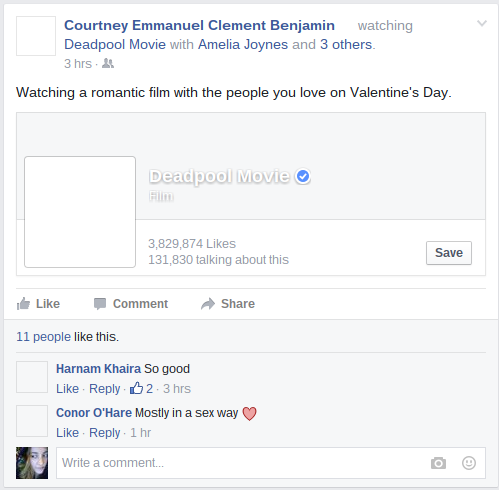 Courtney Emmanuel Clement Benjamin watching
Deadpool Movie with Amelia Joynes and 3 others.
3 hrs ·
Watching a romantic film with the people you love on Valentine's Day.
Deadpool Movie
Film
3,829,874 Likes
131,830 talking about this
Save
Like Comment Share
11 people like this.
Harnam Khaira So good
Like · Reply · 2 · 3 hrs
Conor O'Hare Mostly in a sex way
Like · Reply · 1 hr
Write a comment...